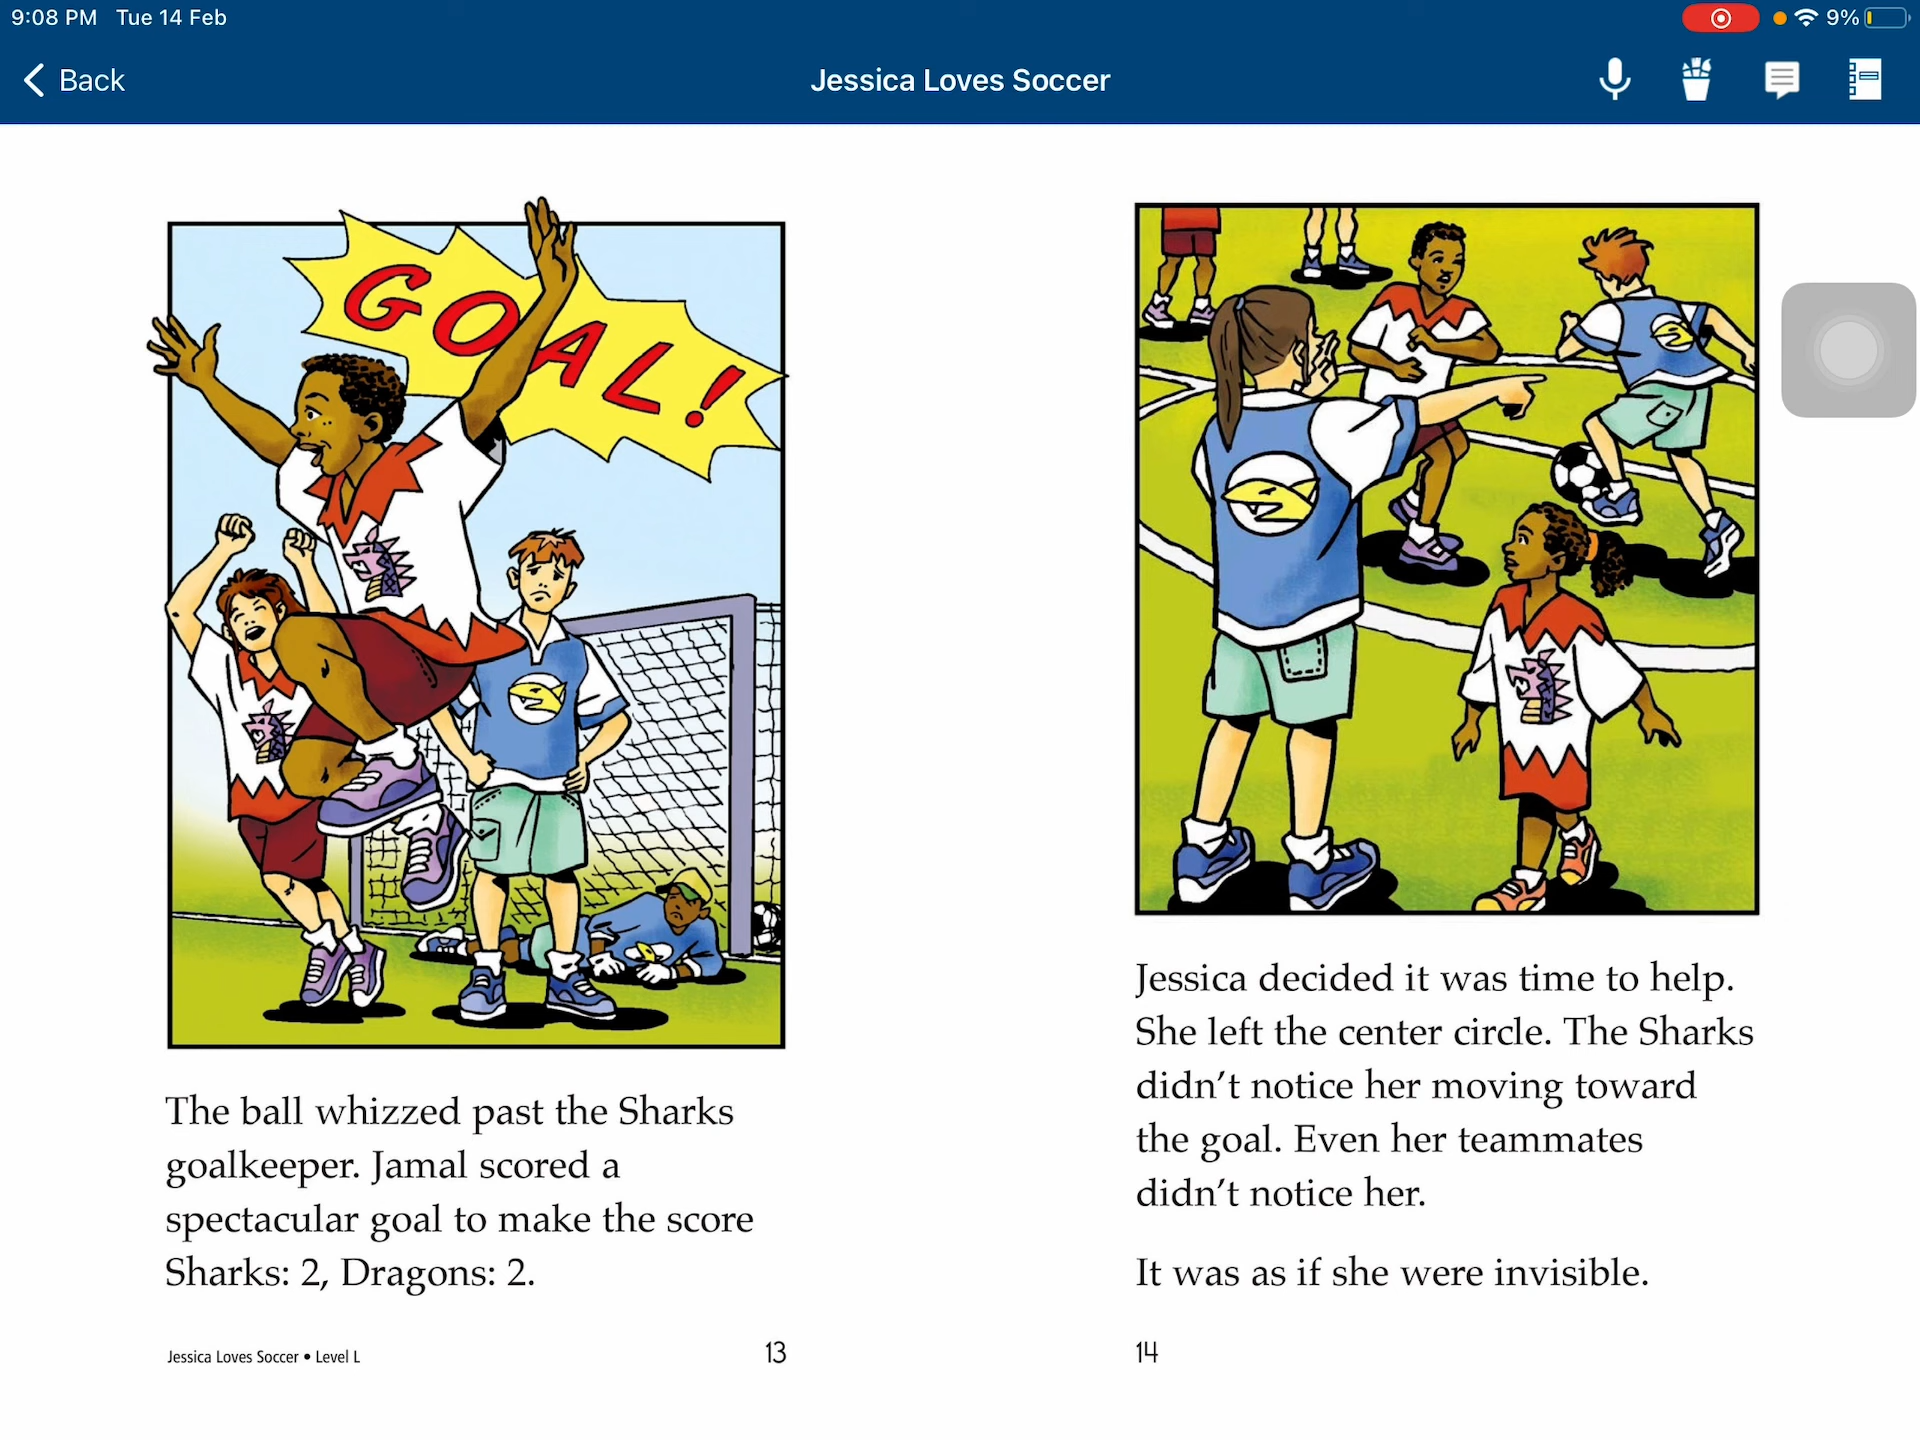 9:08 PM Tue 14 Feb
9%
Back
Jessica Loves Soccer
GOAL!
The ball whizzed past the Sharks
goalkeeper. Jamal scored a
spectacular goal to make the score
Sharks: 2, Dragons: 2.
Jessica Loves Soccer • Level L
13
Jessica decided it was time to help.
She left the center circle. The Sharks
didn’t notice her moving toward
the goal. Even her teammates
didn’t notice her.
It was as if she were invisible.
14